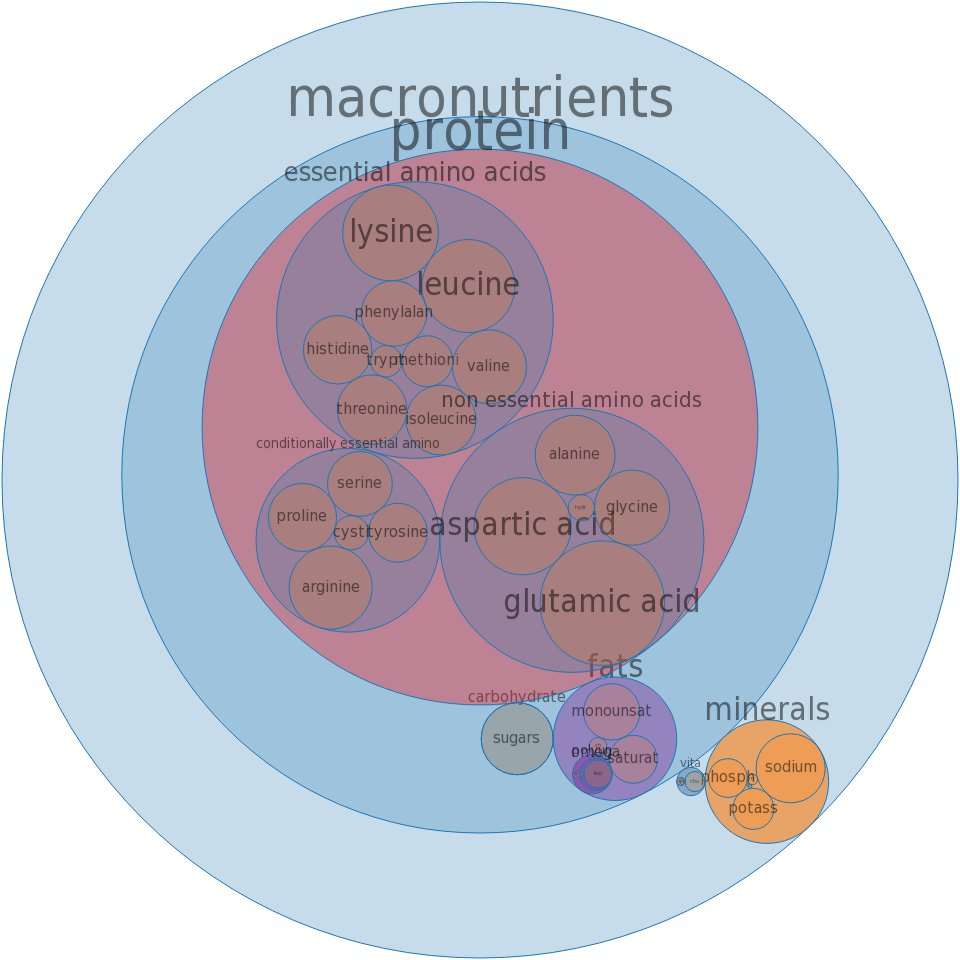 macronutrients
protein
essential amino acids
lysine
leucine
phenylalan
histidine
trypt
methioni
valine
threonine
isoleucine
non essential amino acids
conditionally essential amino
alanine
serine
glycine
hydr
proline
cysti
tyrosine
aspartic acid
arginine
glutamic acid
fats
carbohydrate
monounsat
minerals
sugars
omega
saturat
vita
phosph
sodium
cho
potass